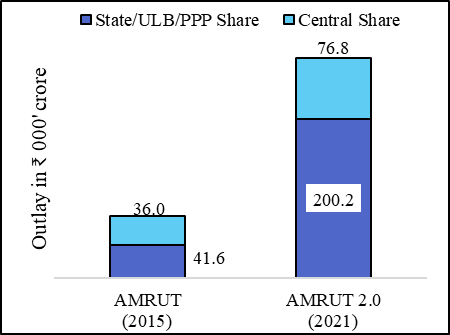 State/ULB/PPP Share Central Share
76.8
36.0
200.2
41.6
Outlay in ₹ 000' crore
AMRUT
(2015)
AMRUT 2.0
(2021)